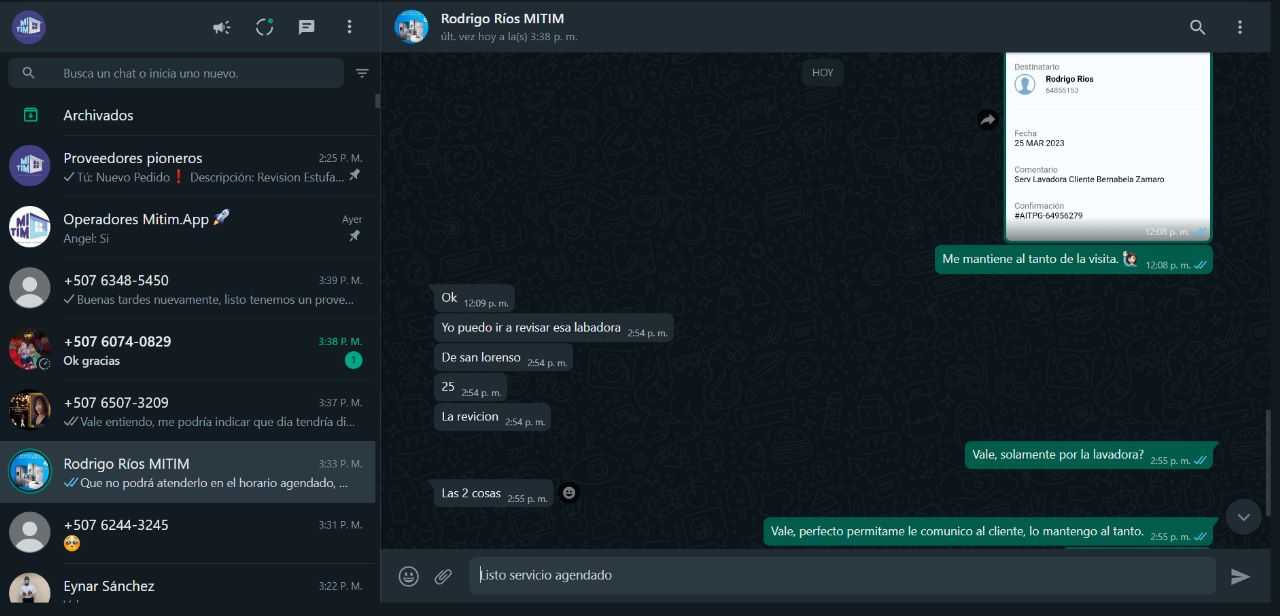 Rodrigo Ríos MITIM
últ. vez hoy a la(s) 3:38 p. m.
Busca un chat o inicia uno nuevo.
Archivados
Proveedores pioneros
2:25 P. M.
Tú: Nuevo Pedido❗ Descripción: Revision Estufa...
Operadores Mitim.App 🚀
Ayer
Angel: Si
+507 6348-5450
3:39 P. M.
Buenas tardes nuevamente, listo tenemos un prove...
+507 6074-0829
3:38 P. M.
Ok gracias
1
+507 6507-3209
3:37 P. M.
Vale entiendo, me podría indicar que dia tendría di...
Rodrigo Ríos MITIM
3:33 P. M.
Que no podrá atenderlo en el horario agendado, ...
+507 6244-3245
3:31 P. M.
🥺
Eynar Sánchez
3:22 P. M.
HOY
Destinatario
Rodrigo Rios
64855153
Fecha
25 MAR 2023
Comentario
Serv Lavadora Cliente Bernabela Zamaro
Confirmación
#AITPG-64956279
12:08 p. m.
Me mantiene al tanto de la visita. 🙋🏻‍♀️ 12:08 p. m.
Ok 12:09 p. m.
Yo puedo ir a revisar esa labadora 2:54 p. m.
De san lorenso 2:54 p. m.
25 2:54 p. m.
La revicion 2:54 p. m.
Vale, solamente por la lavadora? 2:55 p. m.
Las 2 cosas 2:55 p. m.
Vale, perfecto permitame le comunico al cliente, lo mantengo al tanto. 2:55 p. m.
Listo servicio agendado